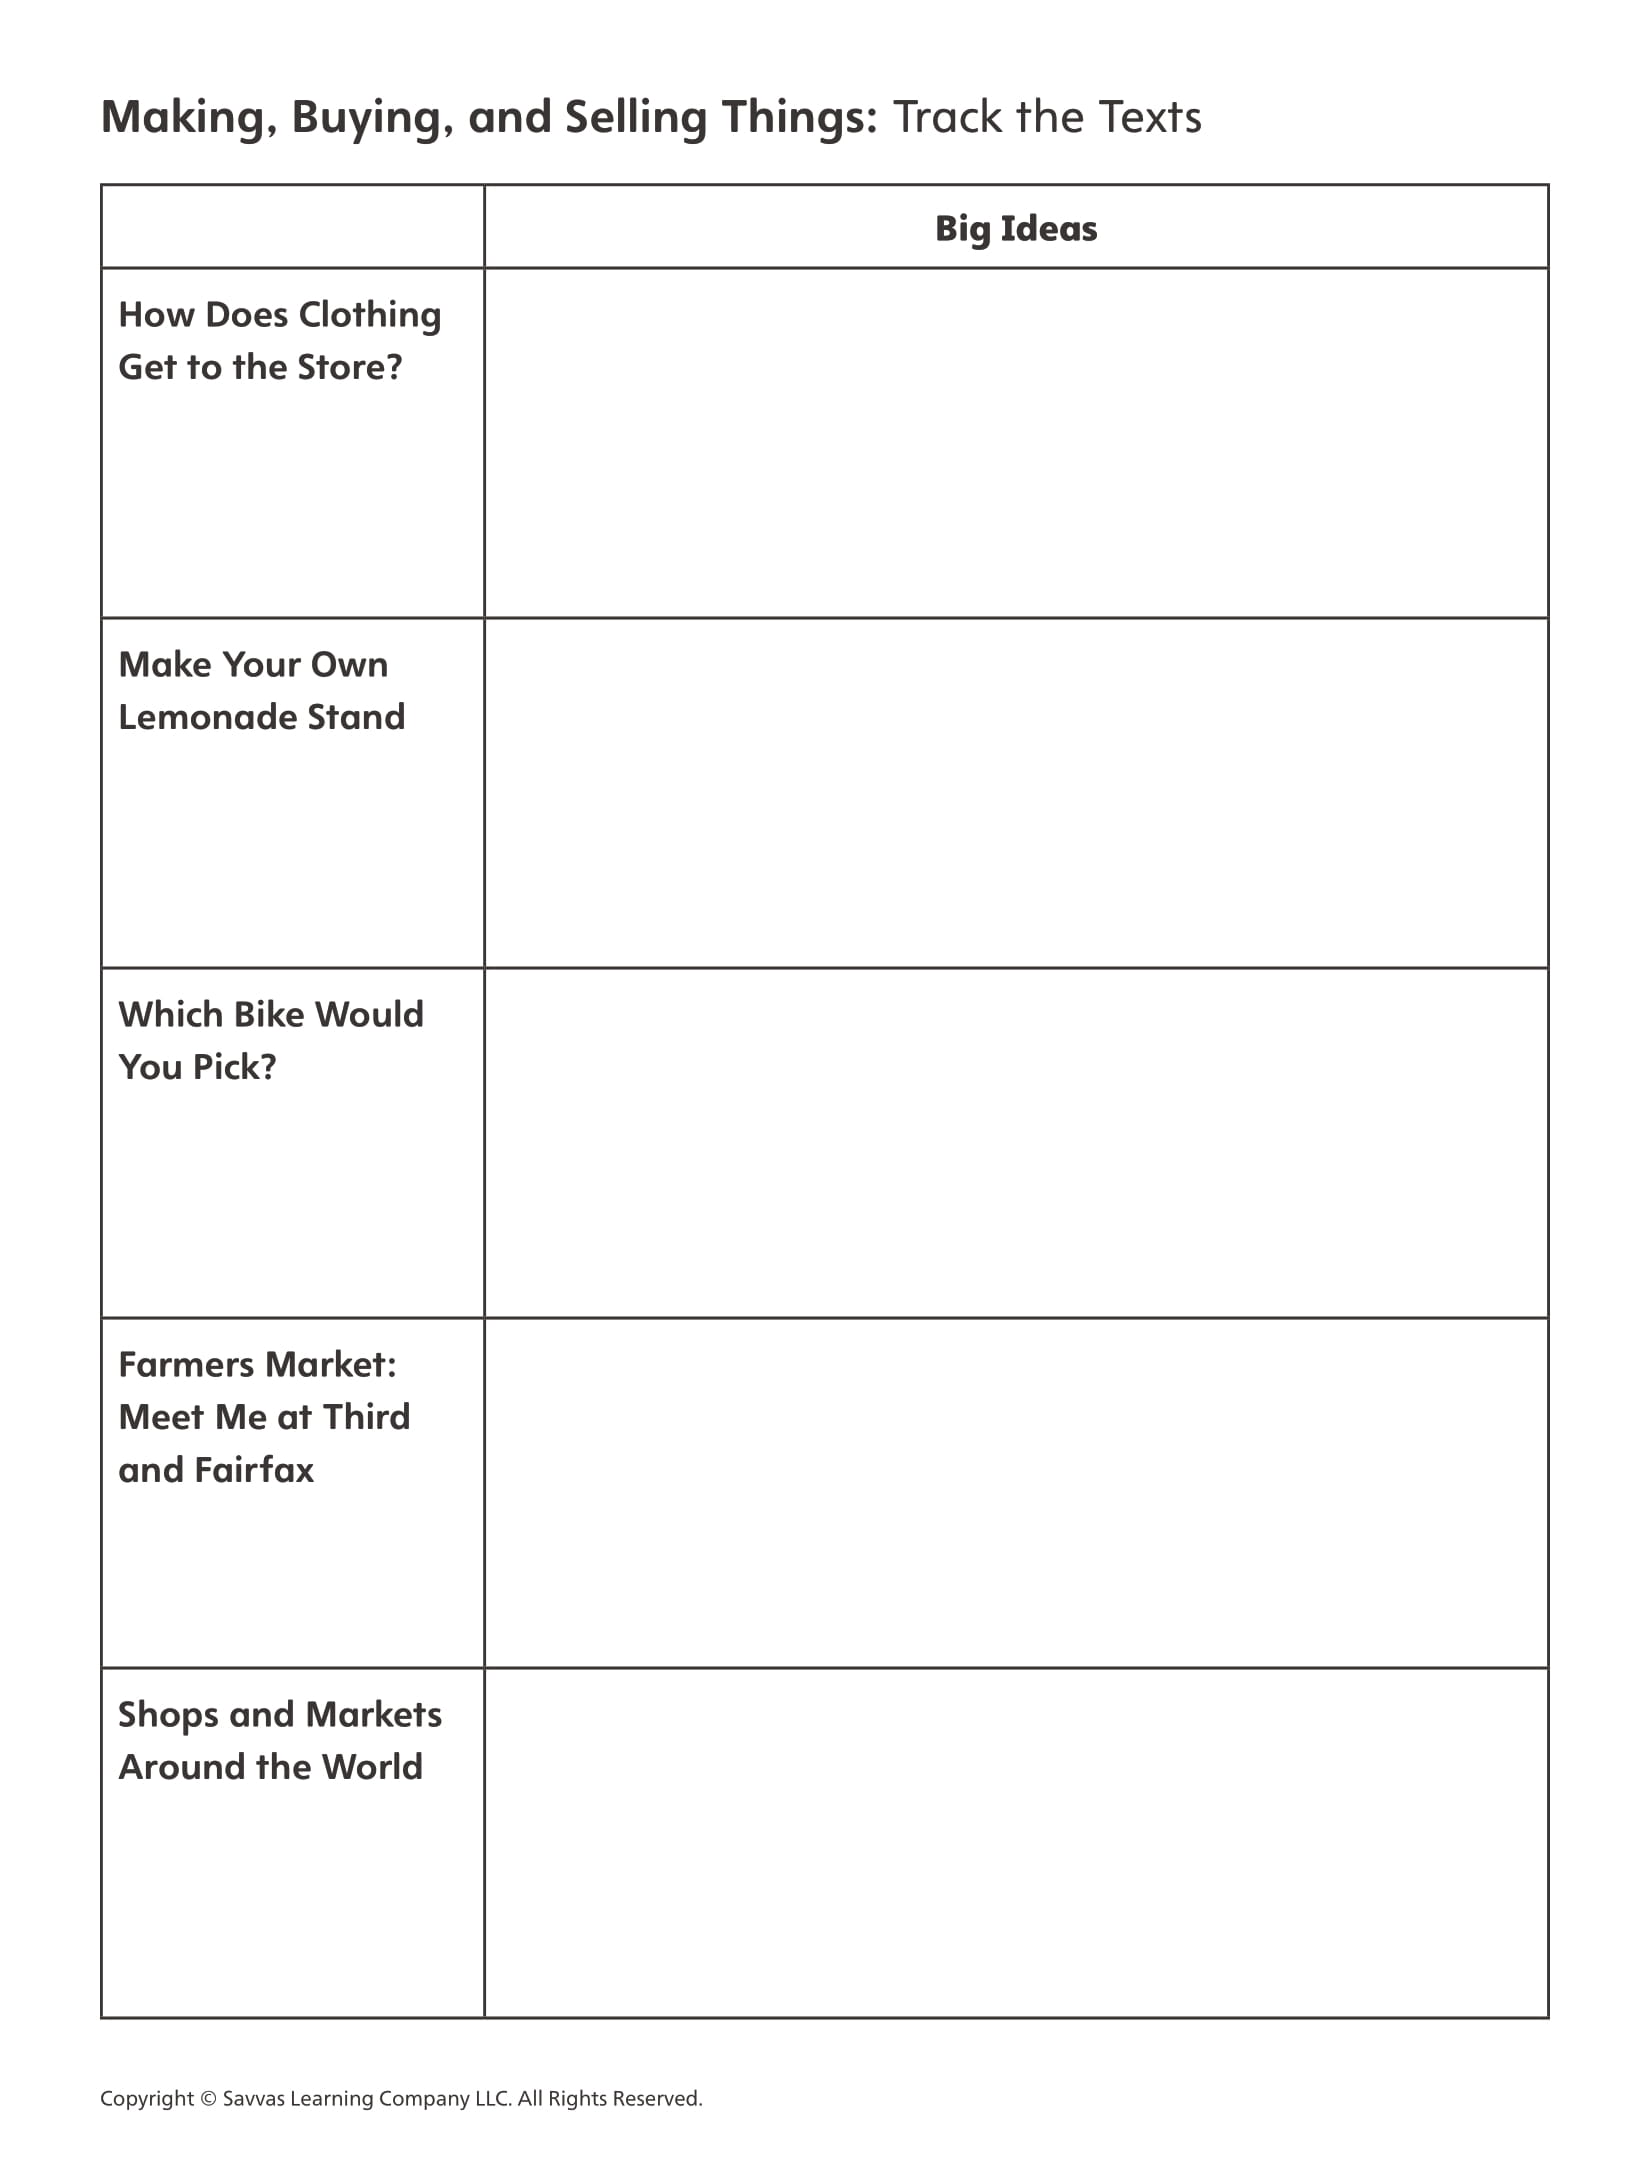 Making, Buying, and Selling Things: Track the Texts
Big Ideas
How Does Clothing
Get to the Store?
Make Your Own
Lemonade Stand
Which Bike Would
You Pick?
Farmers Market:
Meet Me at Third
and Fairfax
Shops and Markets
Around the World
Copyright © Savvas Learning Company LLC. All Rights Reserved.